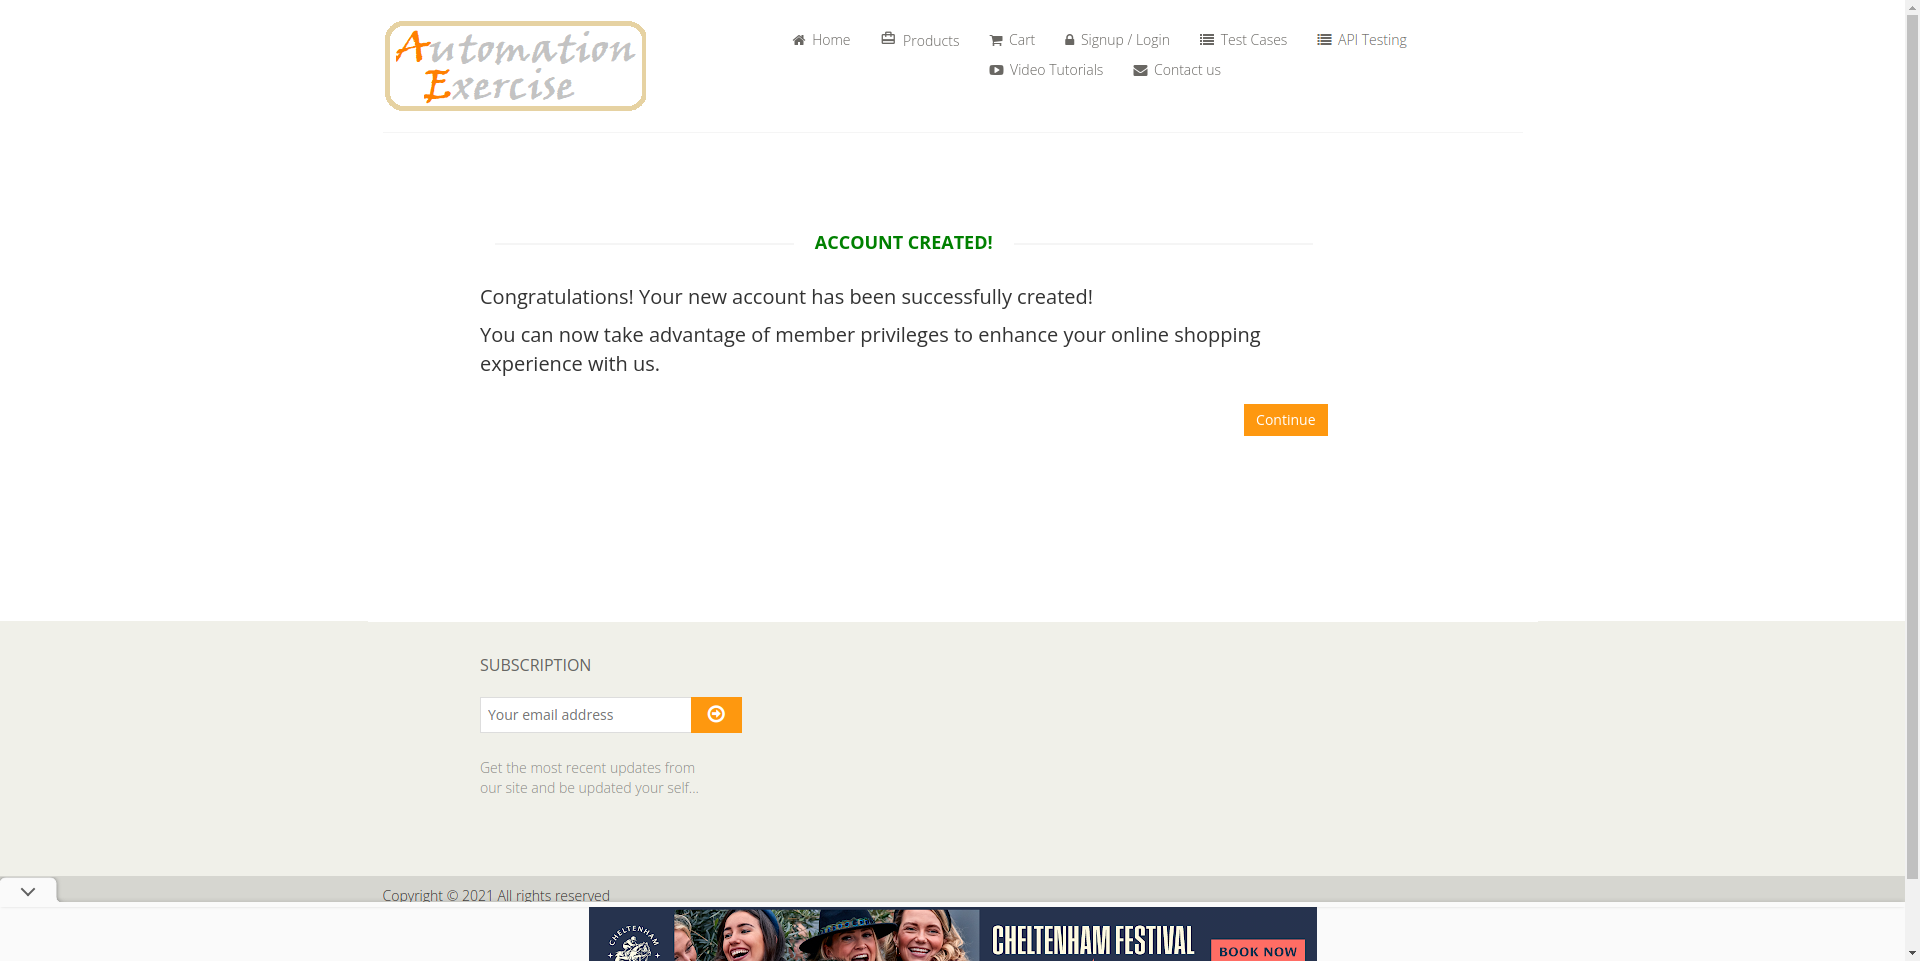 Automation
Exercise
Home
Products
Cart
Signup / Login
Test Cases
API Testing
Video Tutorials
Contact us
ACCOUNT CREATED!
Congratulations! Your new account has been successfully created!
You can now take advantage of member privileges to enhance your online shopping
experience with us.
Continue
SUBSCRIPTION
Your email address
Get the most recent updates from
our site and be updated your self...
Copyright © 2021 All rights reserved
CHELTENHAM
CHELTENHAM FESTIVAL
BOOK NOW